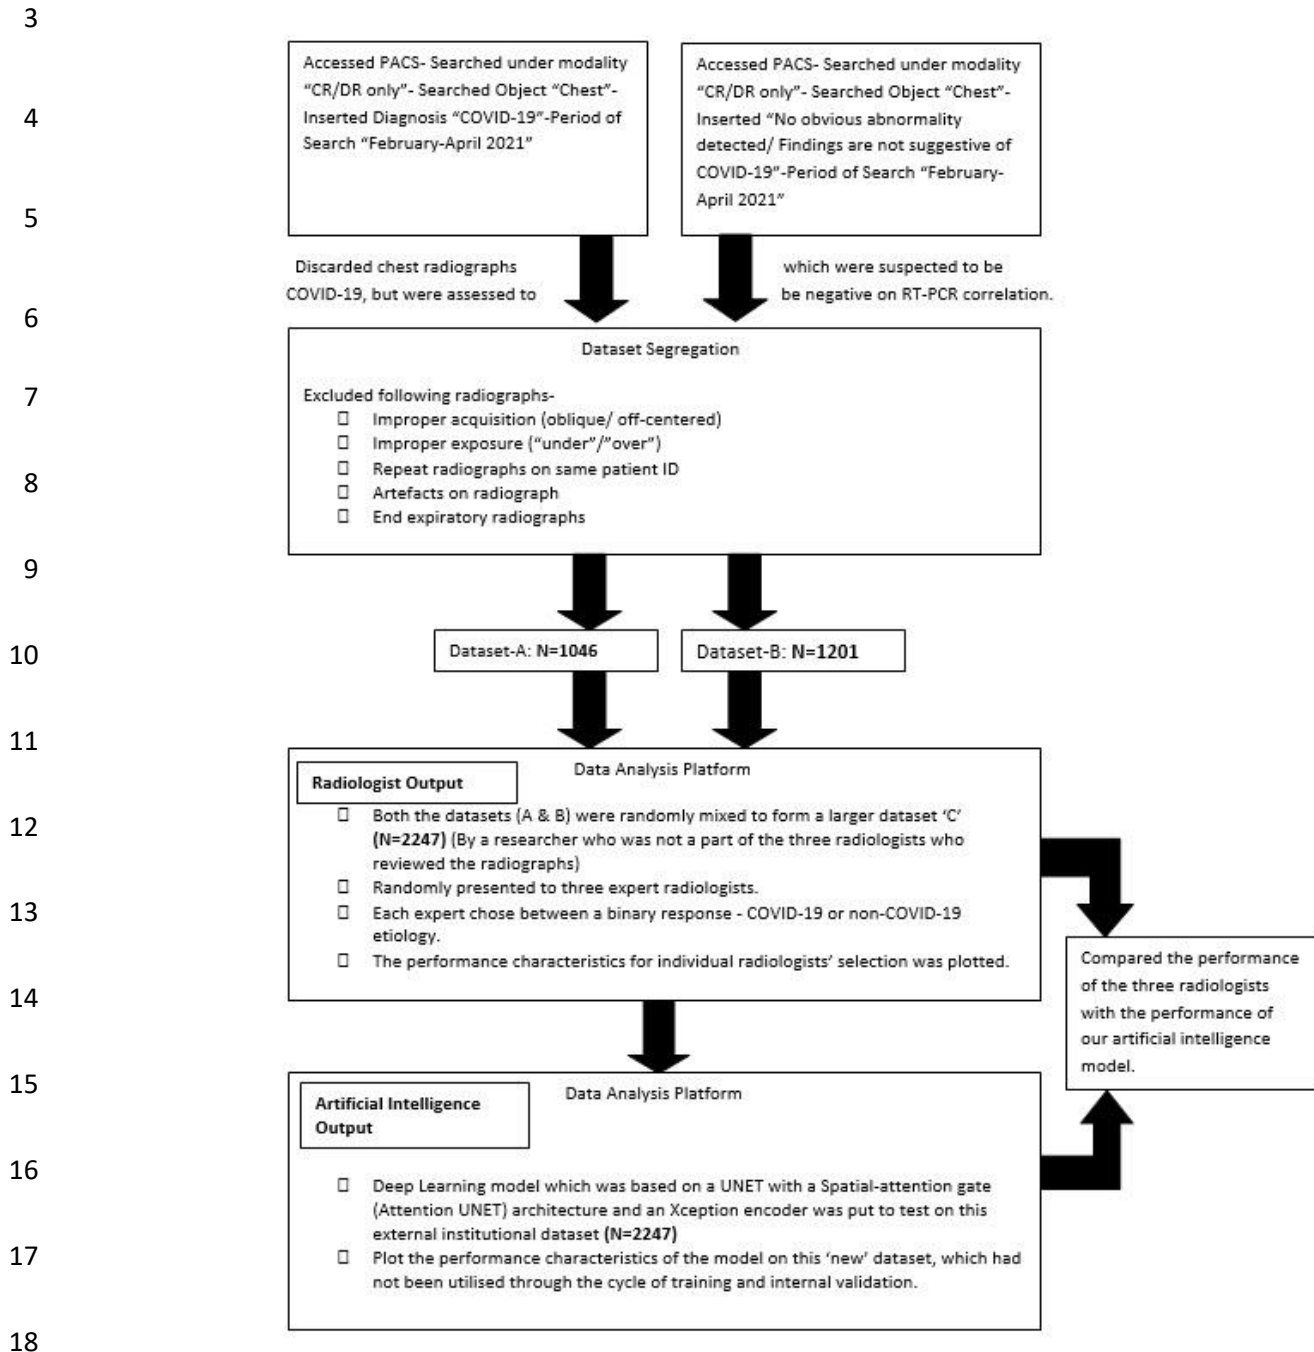 3
4
5
6
7
8
9
10
11
12
13
14
15
16
17
18
Accessed PACS- Searched under modality
“CR/DR only”- Searched Object “Chest”-
Inserted Diagnosis “COVID-19”-Period of
Search “February-April 2021”
Accessed PACS- Searched under modality
“CR/DR only”- Searched Object “Chest”-
Inserted “No obvious abnormality
detected/ Findings are not suggestive of
COVID-19”-Period of Search “February-
April 2021”
Discarded chest radiographs which were suspected to be
COVID-19, but were assessed to be negative on RT-PCR correlation.
Dataset Segregation
Excluded following radiographs-
Improper acquisition (oblique/ off-centered)
Improper exposure (“under”/“over”)
Repeat radiographs on same patient ID
Artefacts on radiograph
End expiratory radiographs
Dataset-A: N=1046
Dataset-B: N=1201
Data Analysis Platform
Radiologist Output
Both the datasets (A & B) were randomly mixed to form a larger dataset ‘C’
(N=2247) (By a researcher who was not a part of the three radiologists who
reviewed the radiographs)
Randomly presented to three expert radiologists.
Each expert chose between a binary response - COVID-19 or non-COVID-19
etiology.
The performance characteristics for individual radiologists’ selection was plotted.
Compared the performance
of the three radiologists
with the performance of
our artificial intelligence
model.
Data Analysis Platform
Artificial Intelligence
Output
Deep Learning model which was based on a UNET with a Spatial-attention gate
(Attention UNET) architecture and an Xception encoder was put to test on this
external institutional dataset (N=2247)
Plot the performance characteristics of the model on this ‘new’ dataset, which had
not been utilised through the cycle of training and internal validation.